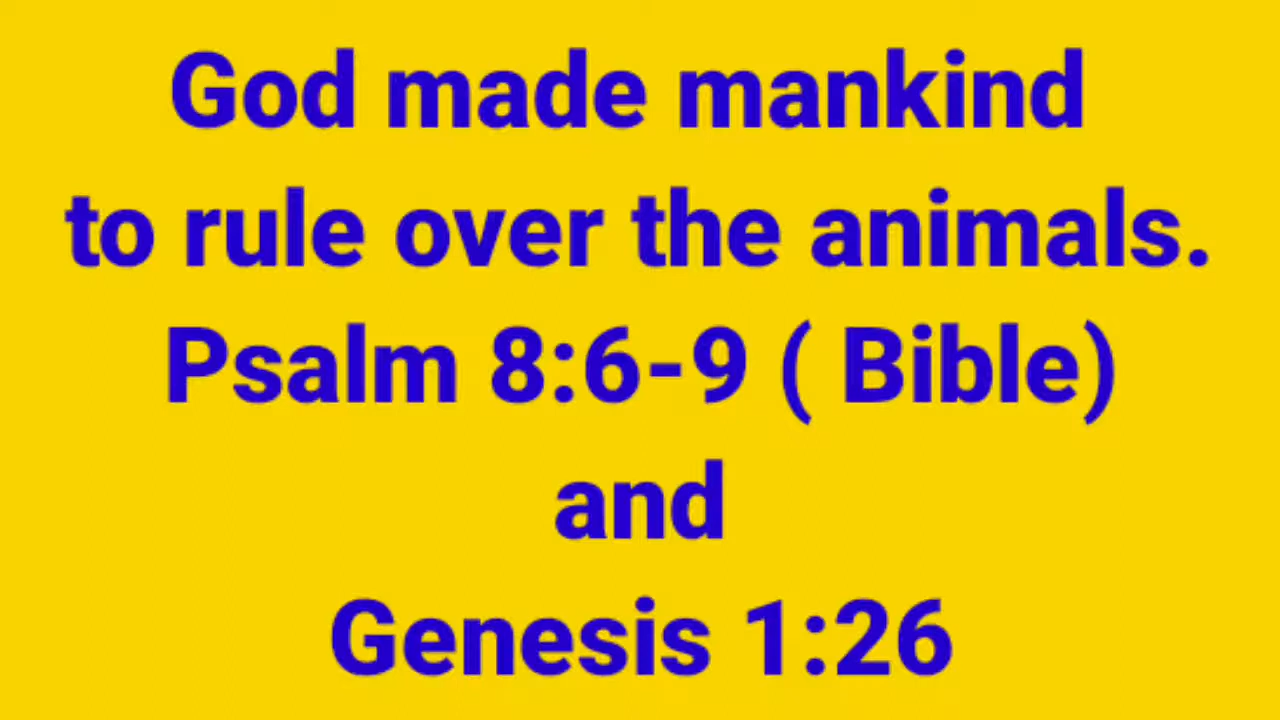 God made mankind
to rule over the animals.
Psalm 8:6-9 ( Bible)
and
Genesis 1:26